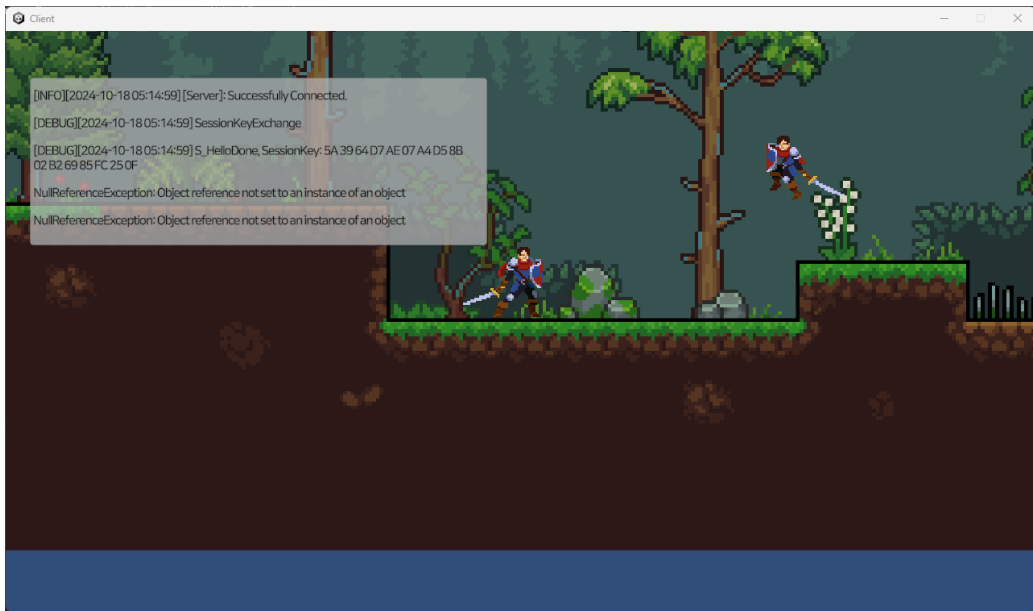 Client
[INFO][2024-10-18 05:14:59] [Server]: Successfully Connected.
[DEBUG][2024-10-18 05:14:59] SessionKeyExchange
[DEBUG][2024-10-18 05:14:59] S_HelloDone, SessionKey: 5A 39 64 D7 AE 07 A4 D5 8B
02 B2 69 85 FC 25 0F
NullReferenceException: Object reference not set to an instance of an object
NullReferenceException: Object reference not set to an instance of an object